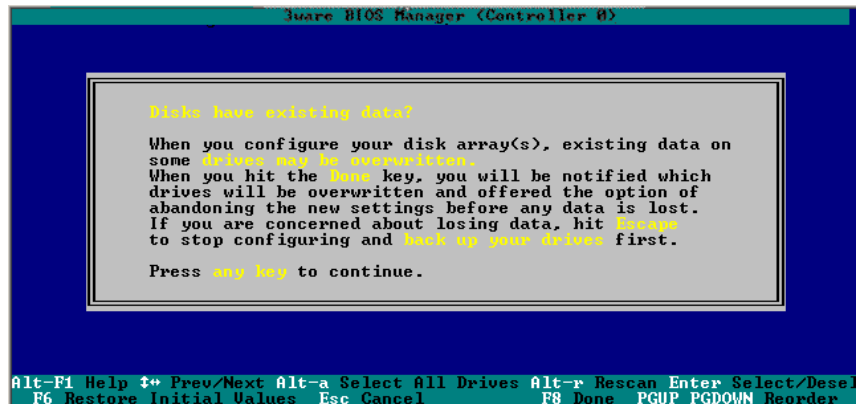 3ware BIOS Manager (Controller 0)
Disks have existing data?
When you configure your disk array(s), existing data on
some drives may be overwritten.
When you hit the Done key, you will be notified which
drives will be overwritten and offered the option of
abandoning the new settings before any data is lost.
If you are concerned about losing data, hit Escape
to stop configuring and back up your drives first.
Press any key to continue.
Alt-F1 Help ↕↔ Prev/Next Alt-a Select All Drives Alt-r Rescan Enter Select/Desel
F6 Restore Initial Values Esc Cancel F8 Done PGUP PGDOWN Reorder